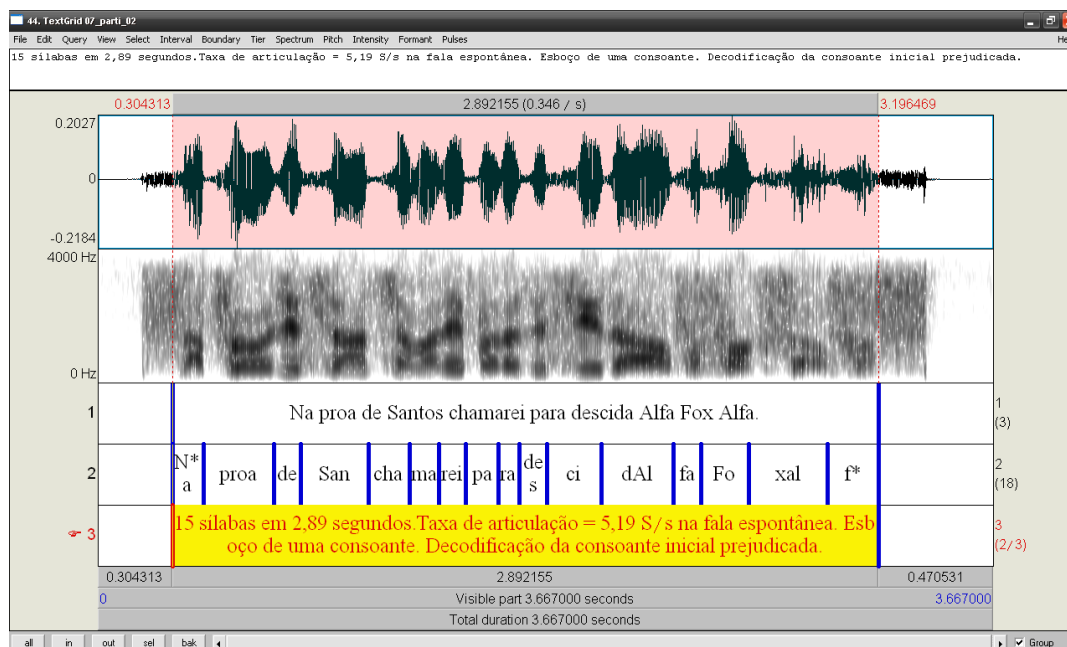 44. TextGrid 07_parti_02
File Edit Query View Select Interval Boundary Tier Spectrum Pitch Intensity Formant Pulses He
15 sílabas em 2,89 segundos.Taxa de articulação = 5,19 S/s na fala espontânea. Esboço de uma consoante. Decodificação da consoante inicial prejudicada.
0.304313 2.892155 (0.346 / s) 3.196469
0.2027
0
-0.2184
4000 Hz
0 Hz
1 Na proa de Santos chamarei para descida Alfa Fox Alfa. 1
(3)
2 N*a proa de San cha ma rei pa ra des ci dAl fa Fo xal f* 2
(18)
3 15 sílabas em 2,89 segundos.Taxa de articulação = 5,19 S/s na fala espontânea. Esb 3
oço de uma consoante. Decodificação da consoante inicial prejudicada. (2/3)
0.304313 2.892155 0.470531
0 Visible part 3.667000 seconds 3.667000
Total duration 3.667000 seconds
all in out sel bak Group